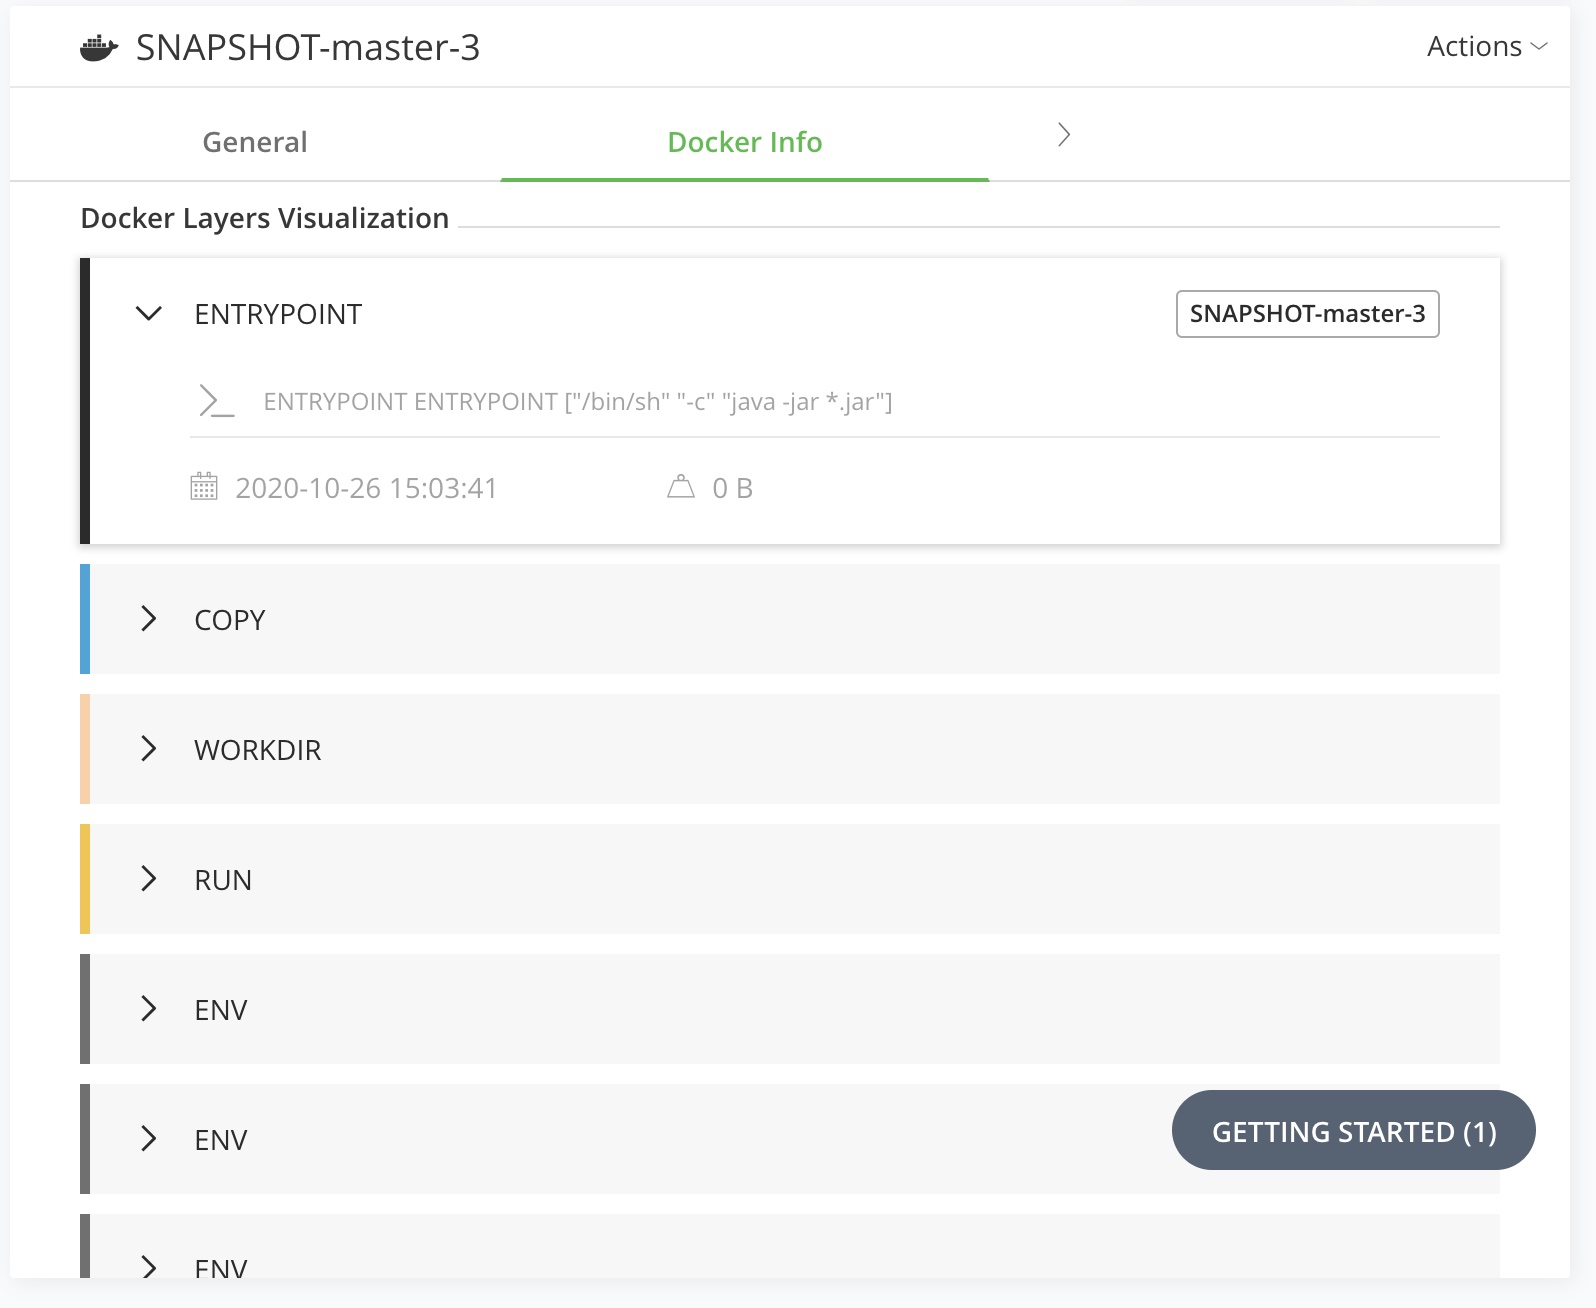 SNAPSHOT-master-3
Actions
General
Docker Info
Docker Layers Visualization
ENTRYPOINT
SNAPSHOT-master-3
ENTRYPOINT ENTRYPOINT ["/bin/sh" "-c" "java -jar *.jar"]
2020-10-26 15:03:41
0 B
COPY
WORKDIR
RUN
ENV
ENV
GETTING STARTED (1)
ENV